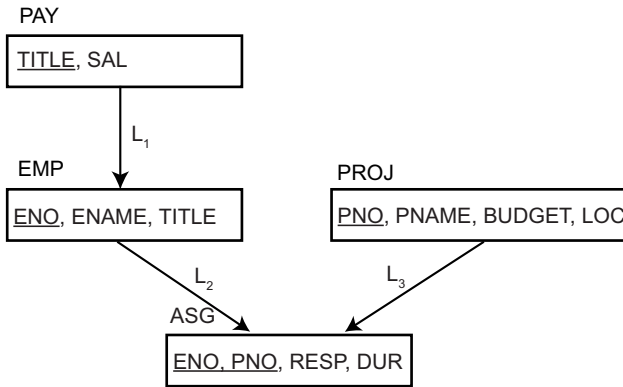 PAY
TITLE, SAL
L₁
EMP
PROJ
ENO, ENAME, TITLE
PNO, PNAME, BUDGET, LOC
L₂
L₃
ASG
ENO, PNO, RESP, DUR